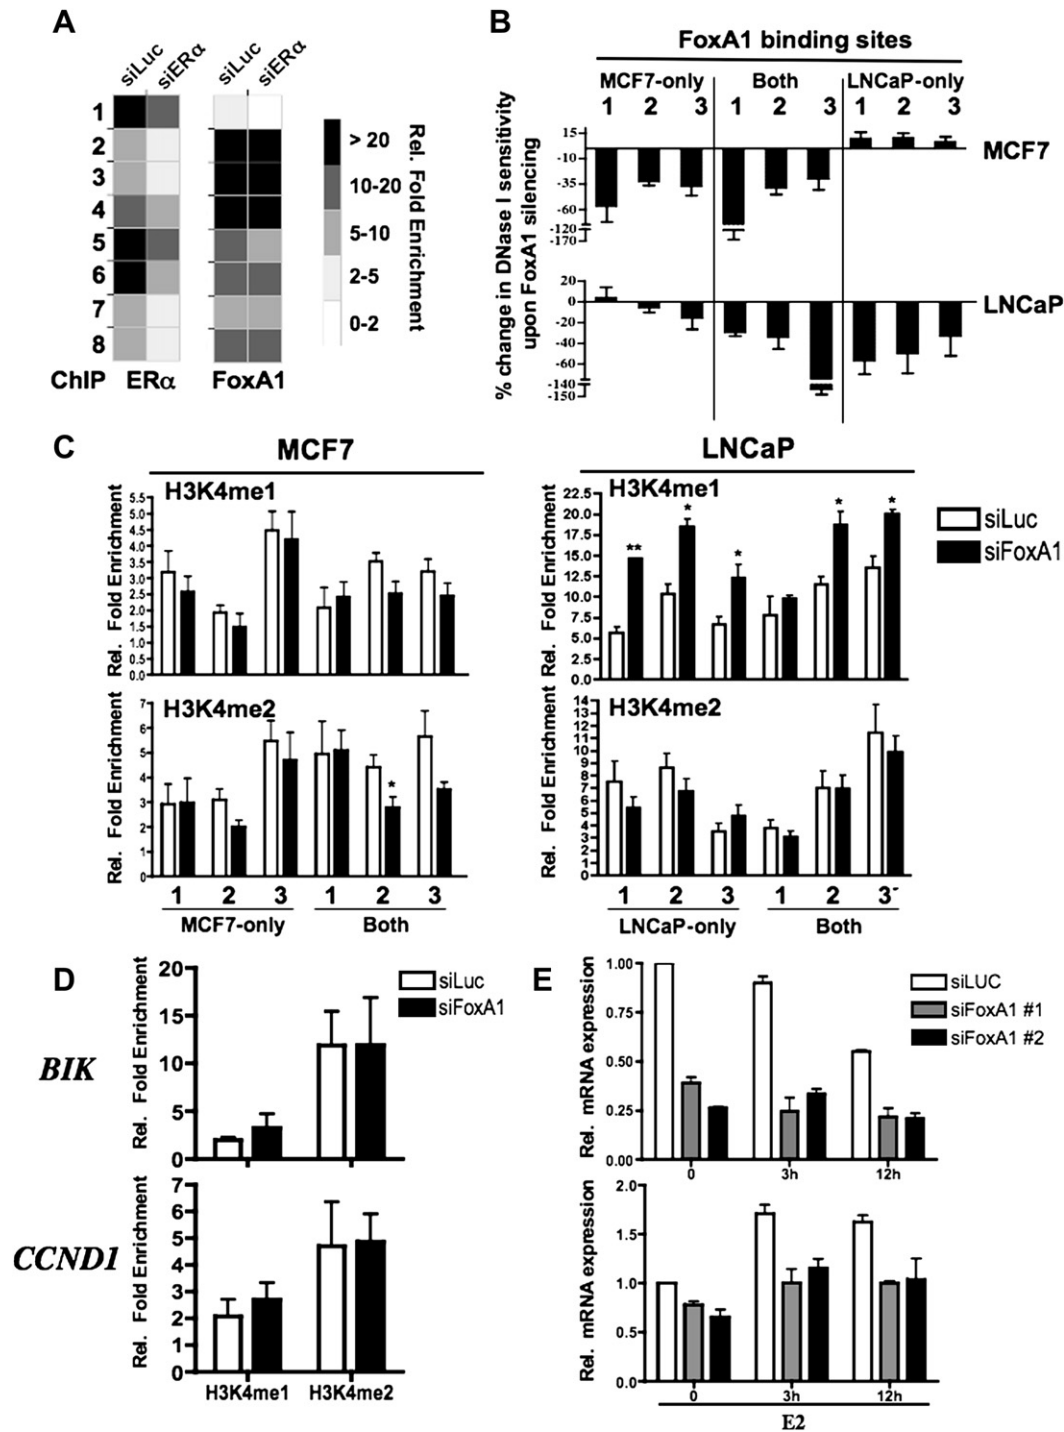 A
siLuc
siERα
siLuc
siERα
1
2
3
4
5
6
7
8
ChIP
ERα
FoxA1
> 20
10-20
5-10
2-5
0-2
Rel. Fold Enrichment
B
FoxA1 binding sites
MCF7-only
Both
LNCaP-only
1 2 3
1 2 3
1 2 3
% change in DNase I sensitivity
upon FoxA1 silencing
15
-10
-35
-60
-120
-170
MCF7
20
0
-20
-40
-60
-140
-150
LNCaP
C
MCF7
H3K4me1
Rel. Fold Enrichment
5.5
5.0
4.5
4.0
3.5
3.0
2.5
2.0
1.5
1.0
0.5
0.0
H3K4me2
Rel. Fold Enrichment
7
6
5
4
3
2
1
0
*
1 2 3
1 2 3
MCF7-only
Both
LNCaP
H3K4me1
Rel. Fold Enrichment
22.5
20.0
17.5
15.0
12.5
10.0
7.5
5.0
2.5
0.0
** * * * *
siLuc
siFoxA1
H3K4me2
Rel. Fold Enrichment
14
13
12
11
10
9
8
7
6
5
4
3
2
1
0
1 2 3
1 2 3
LNCaP-only
Both
D
BIK
Rel. Fold Enrichment
20
15
10
5
0
siLuc
siFoxA1
CCND1
Rel. Fold Enrichment
7
6
5
4
3
2
1
0
H3K4me1
H3K4me2
E
Rel. mRNA expression
1.00
0.75
0.50
0.25
0.00
0
3h
12h
siLUC
siFoxA1 #1
siFoxA1 #2
Rel. mRNA expression
2.0
1.5
1.0
0.5
0.0
0
3h
12h
E2